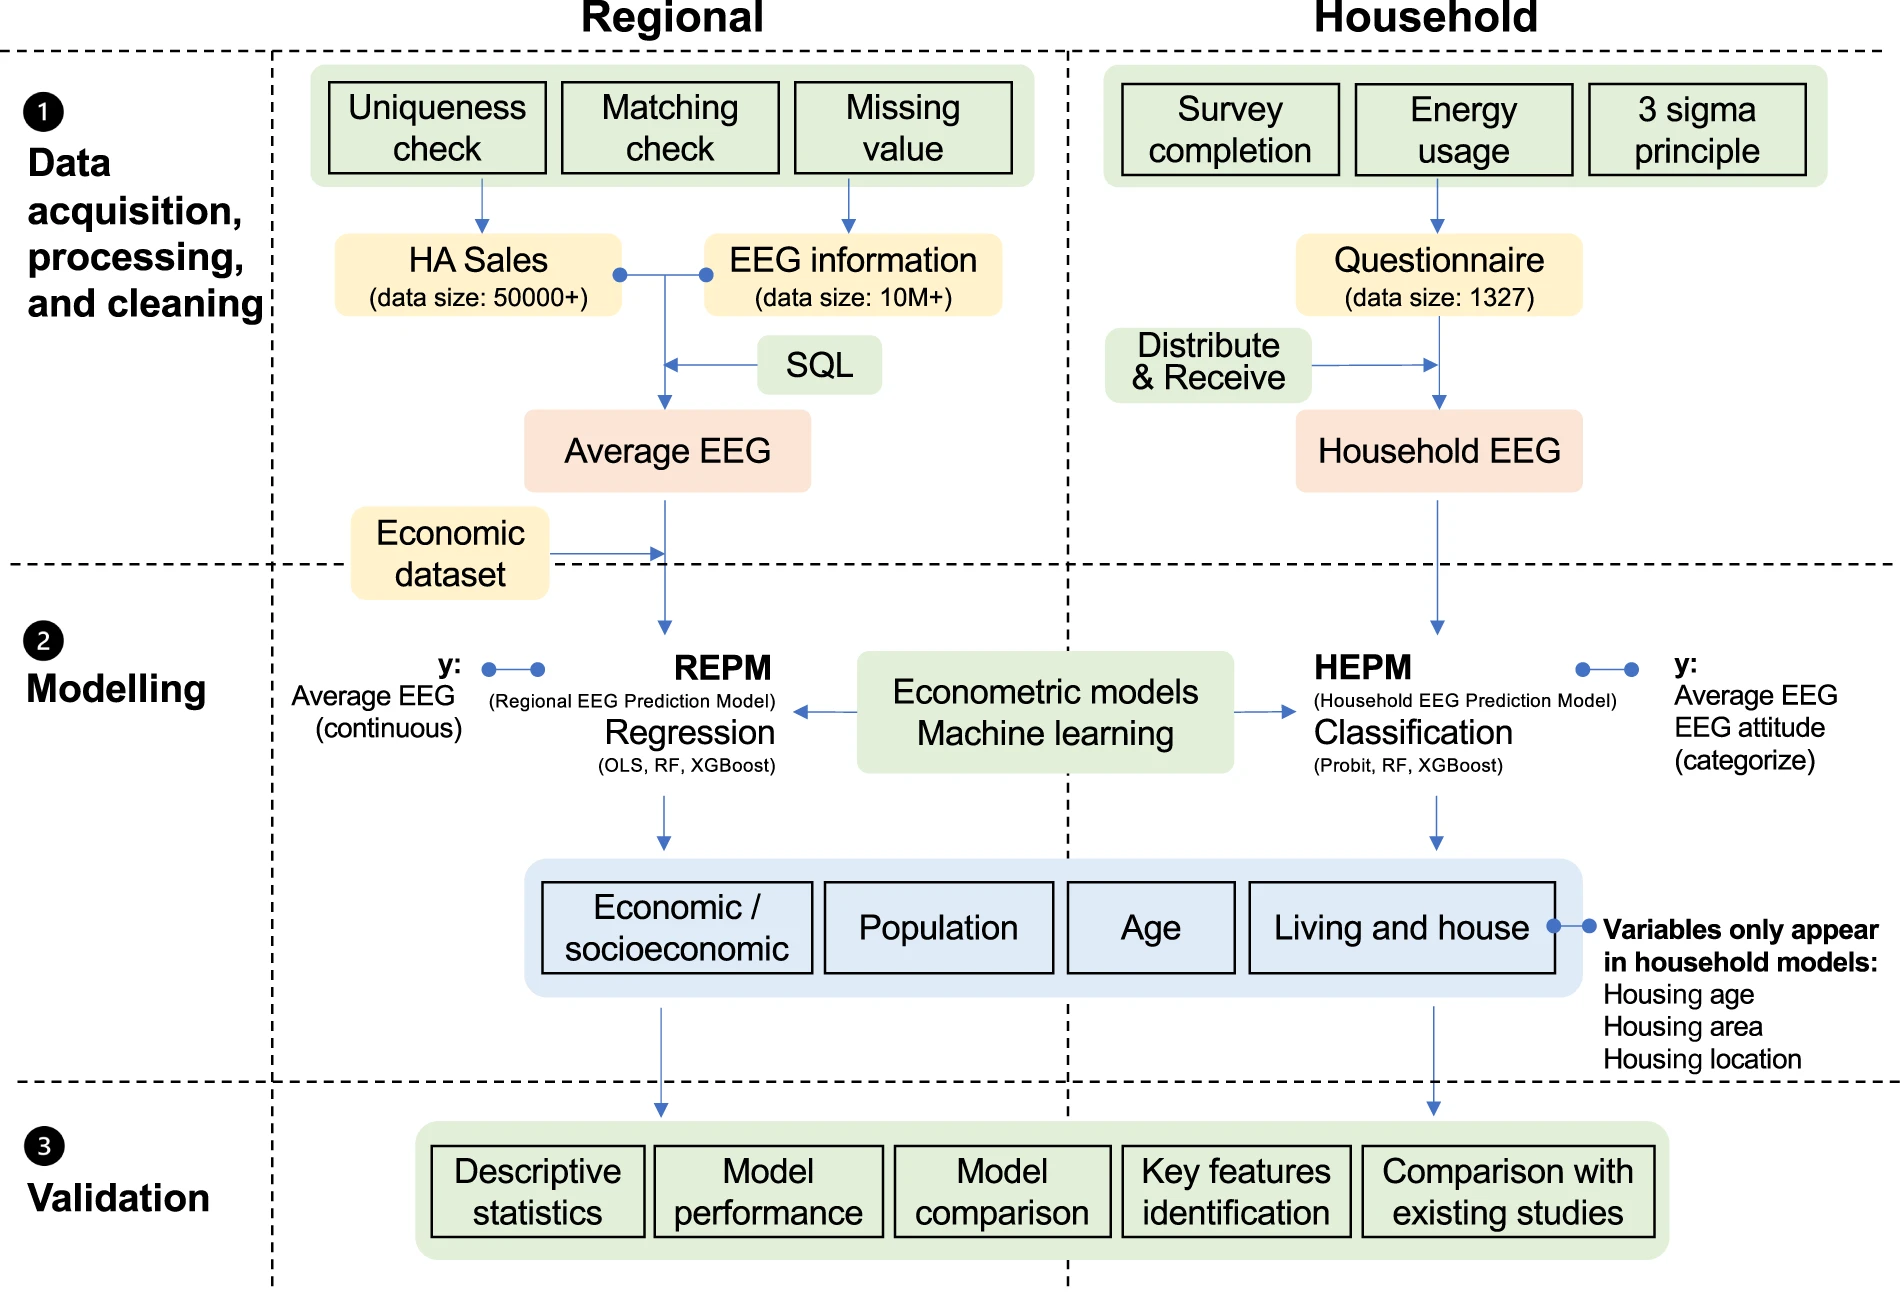 Regional
Household
1
Data
acquisition,
processing,
and cleaning
Uniqueness
check
Matching
check
Missing
value
Survey
completion
Energy
usage
3 sigma
principle
HA Sales
(data size: 50000+)
EEG information
(data size: 10M+)
Questionnaire
(data size: 1327)
SQL
Distribute
& Receive
Average EEG
Household EEG
Economic
dataset
2
Modelling
y:
Average EEG
(continuous)
REPM
(Regional EEG Prediction Model)
Regression
(OLS, RF, XGBoost)
Econometric models
Machine learning
HEPM
(Household EEG Prediction Model)
Classification
(Probit, RF, XGBoost)
y:
Average EEG
EEG attitude
(categorize)
Economic /
socioeconomic
Population
Age
Living and house
Variables only appear
in household models:
Housing age
Housing area
Housing location
3
Validation
Descriptive
statistics
Model
performance
Model
comparison
Key features
identification
Comparison with
existing studies